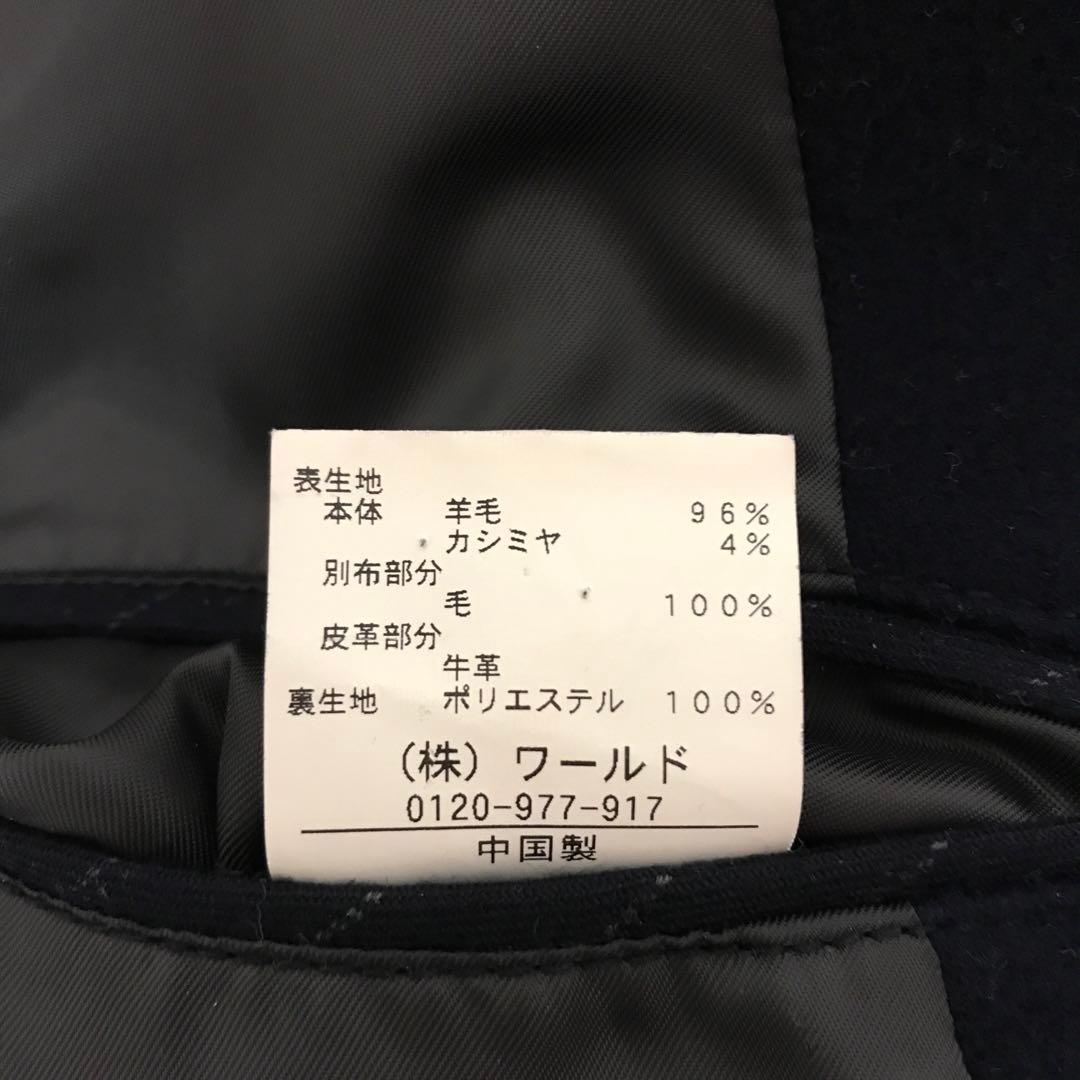 表生地
本体 羊毛 96%
カシミヤ 4%
別布部分
毛 100%
皮革部分
牛革
裏生地 ポリエステル 100%
(株) ワールド
0120-977-917
中国製